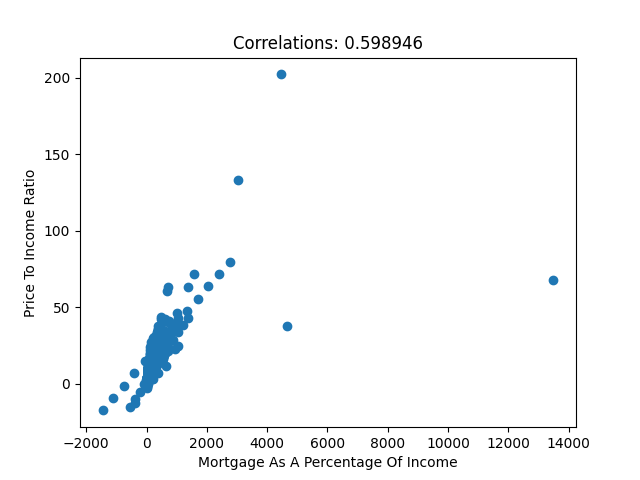 Correlations: 0.598946
200
150
100
50
0
Price To Income Ratio
−2000 0 2000 4000 6000 8000 10000 12000 14000
Mortgage As A Percentage Of Income